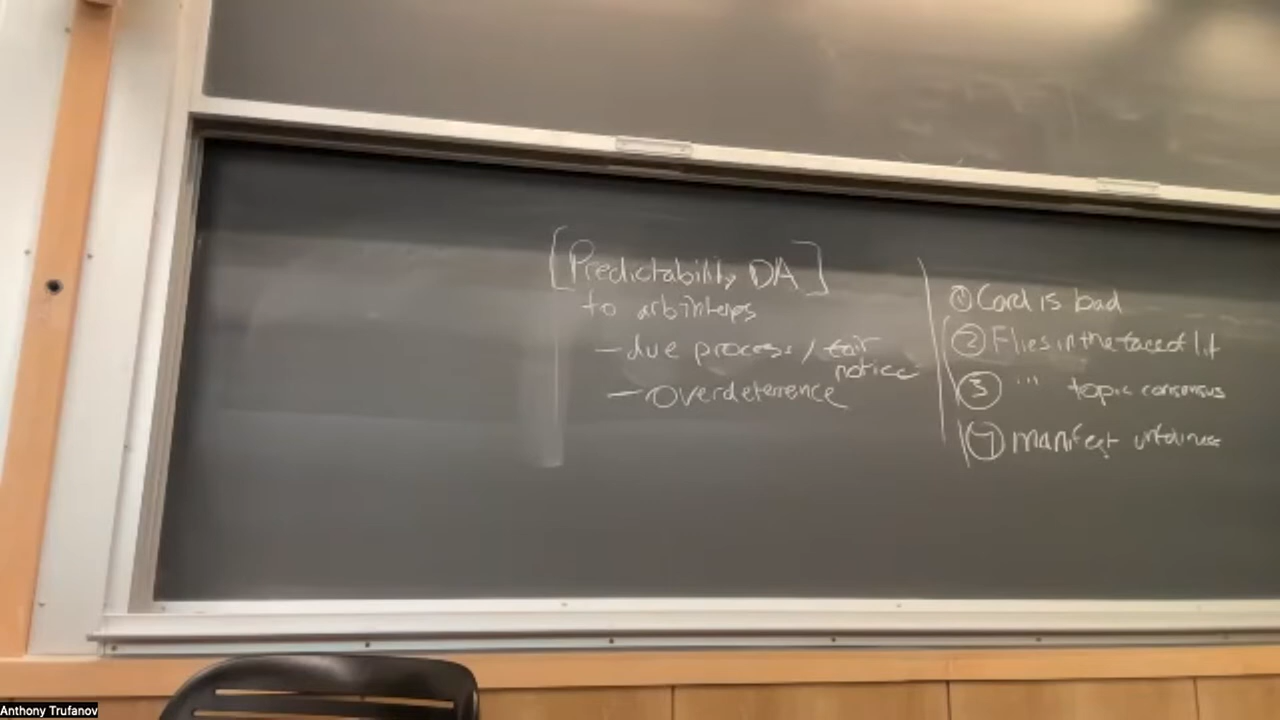 [Predictability DA]
to arb interps
— due process / fair
notice
— overdeterrence
① Card is bad
② Flies in the face of lit
③ " " topic consensus
④ manifest unfairness
Anthony Trufanov